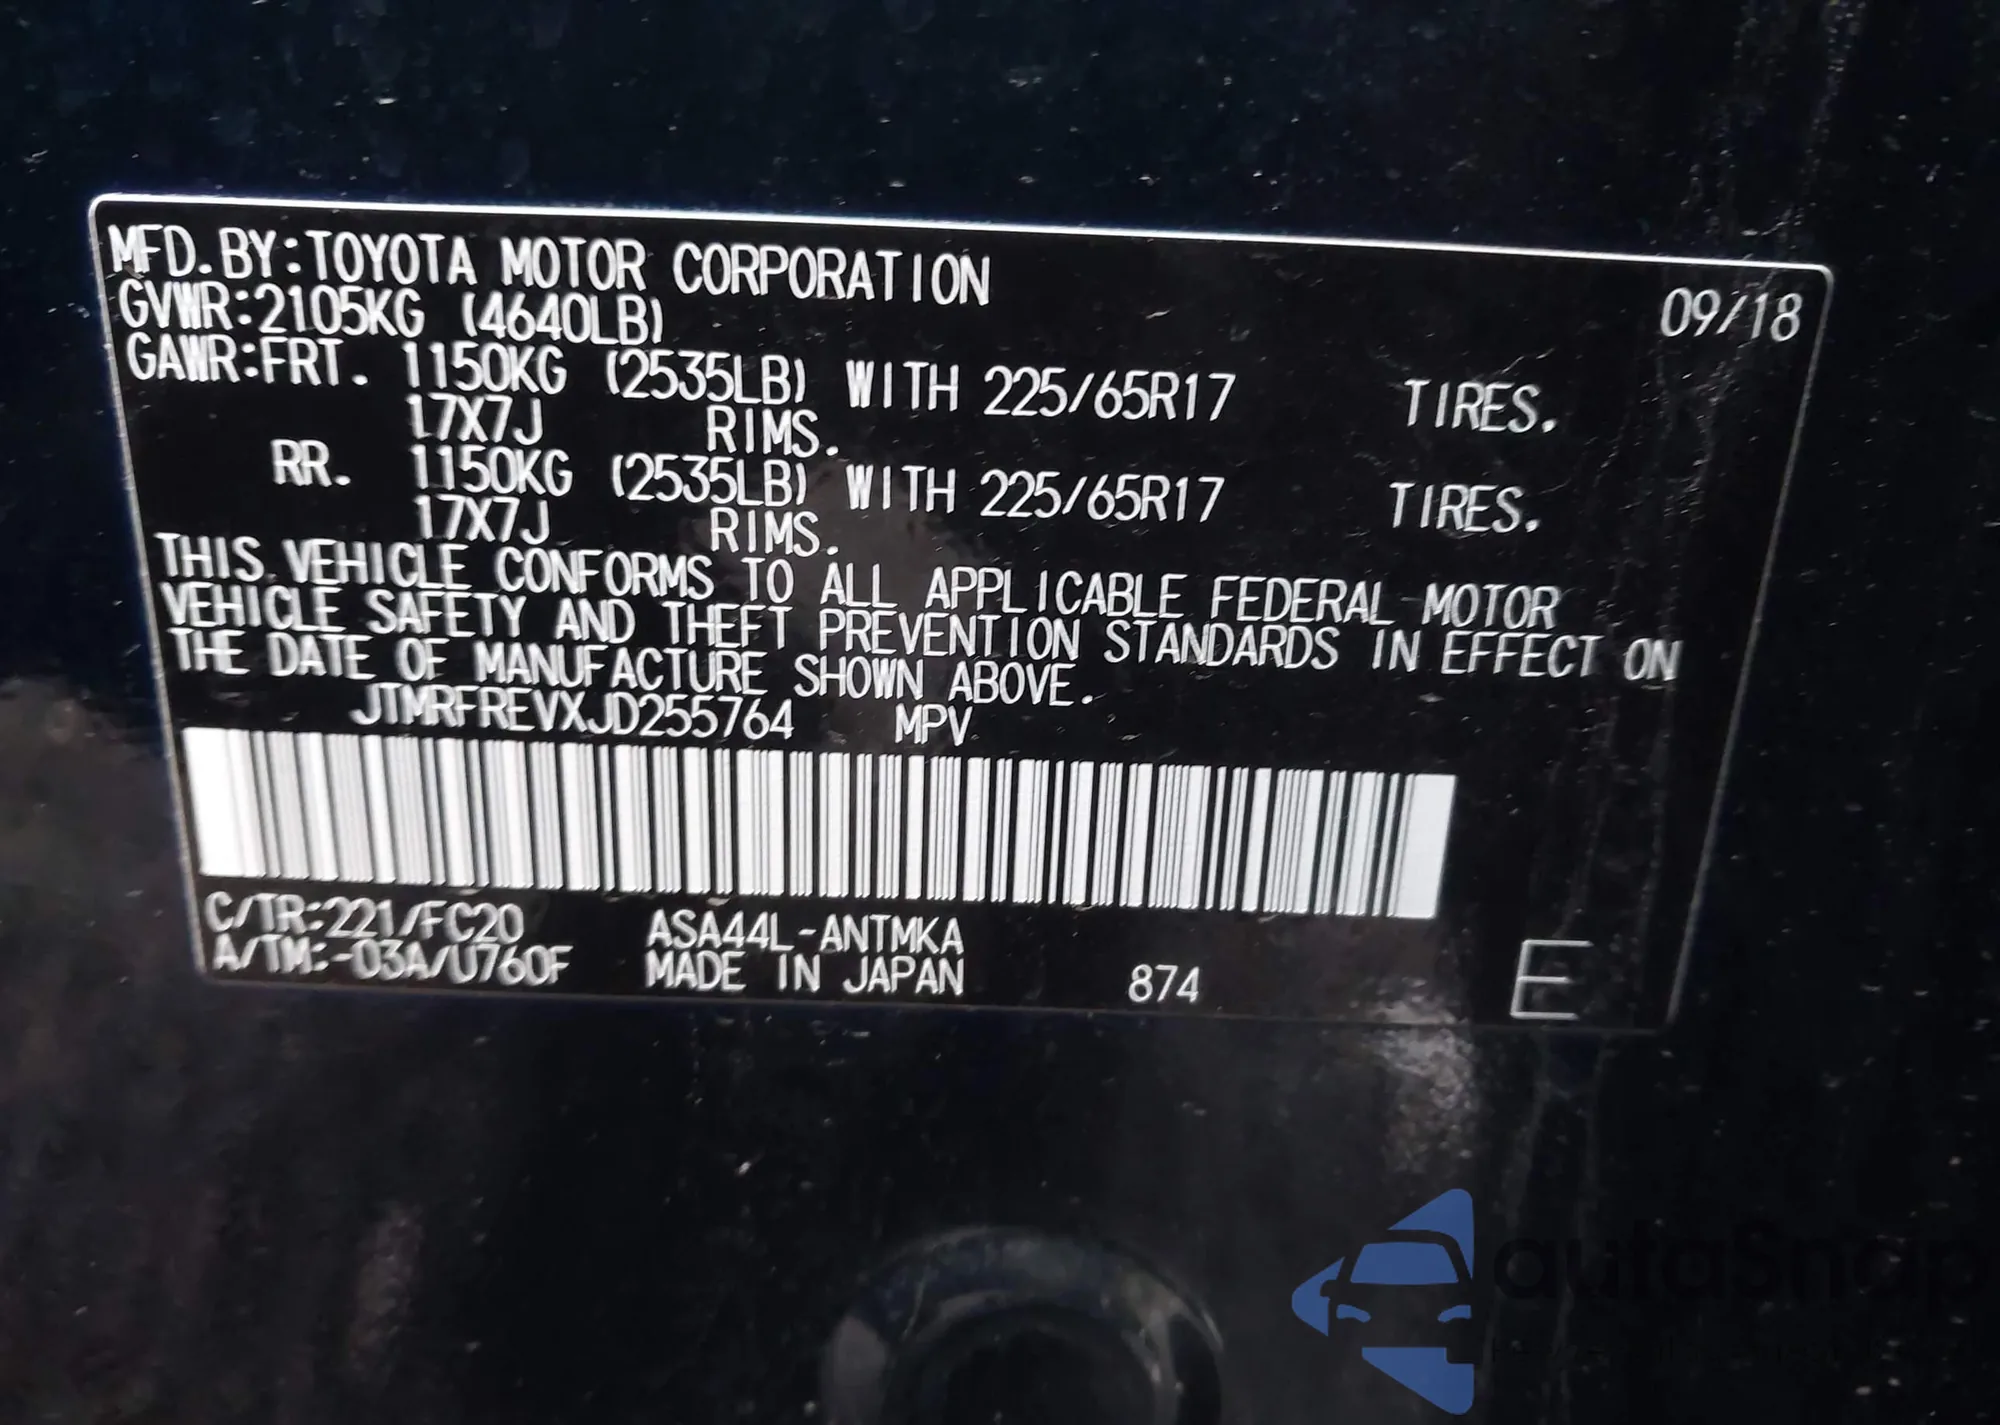 MFD.BY:TOYOTA MOTOR CORPORATION 09/18
GVWR:2105KG (4640LB)
GAWR:FRT. 1150KG (2535LB) WITH 225/65R17 TIRES.
17X7J RIMS.
RR. 1150KG (2535LB) WITH 225/65R17 TIRES.
17X7J RIMS.
THIS VEHICLE CONFORMS TO ALL APPLICABLE FEDERAL MOTOR
VEHICLE SAFETY AND THEFT PREVENTION STANDARDS IN EFFECT ON
THE DATE OF MANUFACTURE SHOWN ABOVE.
JTMRFREVXJD255764 MPV
C/TR:221/FC20 ASA44L-ANTMKA
A/TM:-03A/U760F MADE IN JAPAN 874 E
autoSnap